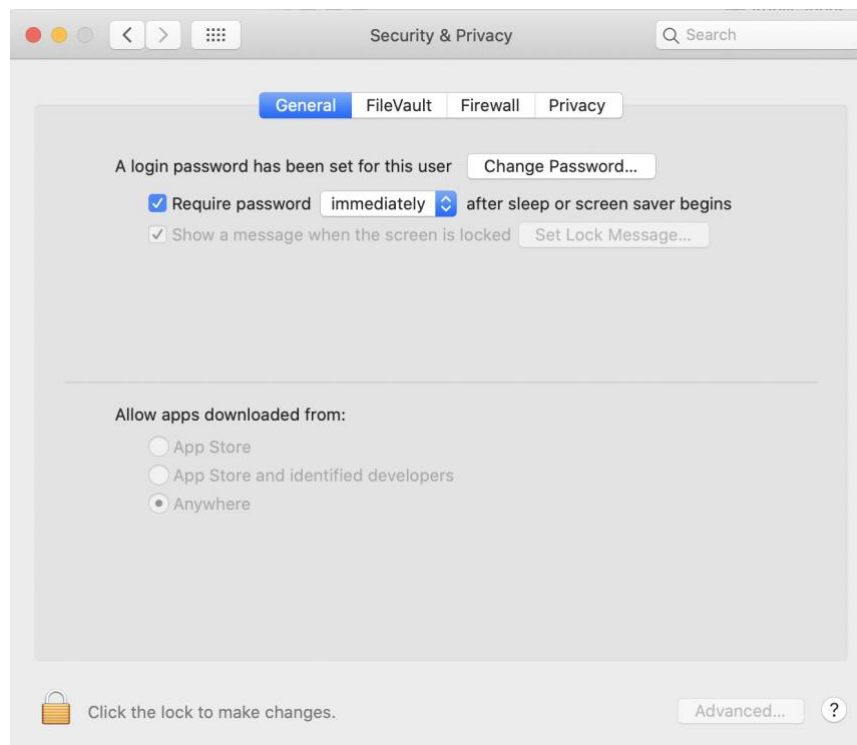 Security & Privacy
Search
General FileVault Firewall Privacy
A login password has been set for this user Change Password...
Require password immediately after sleep or screen saver begins
Show a message when the screen is locked Set Lock Message...
Allow apps downloaded from:
App Store
App Store and identified developers
Anywhere
Click the lock to make changes.
Advanced... ?